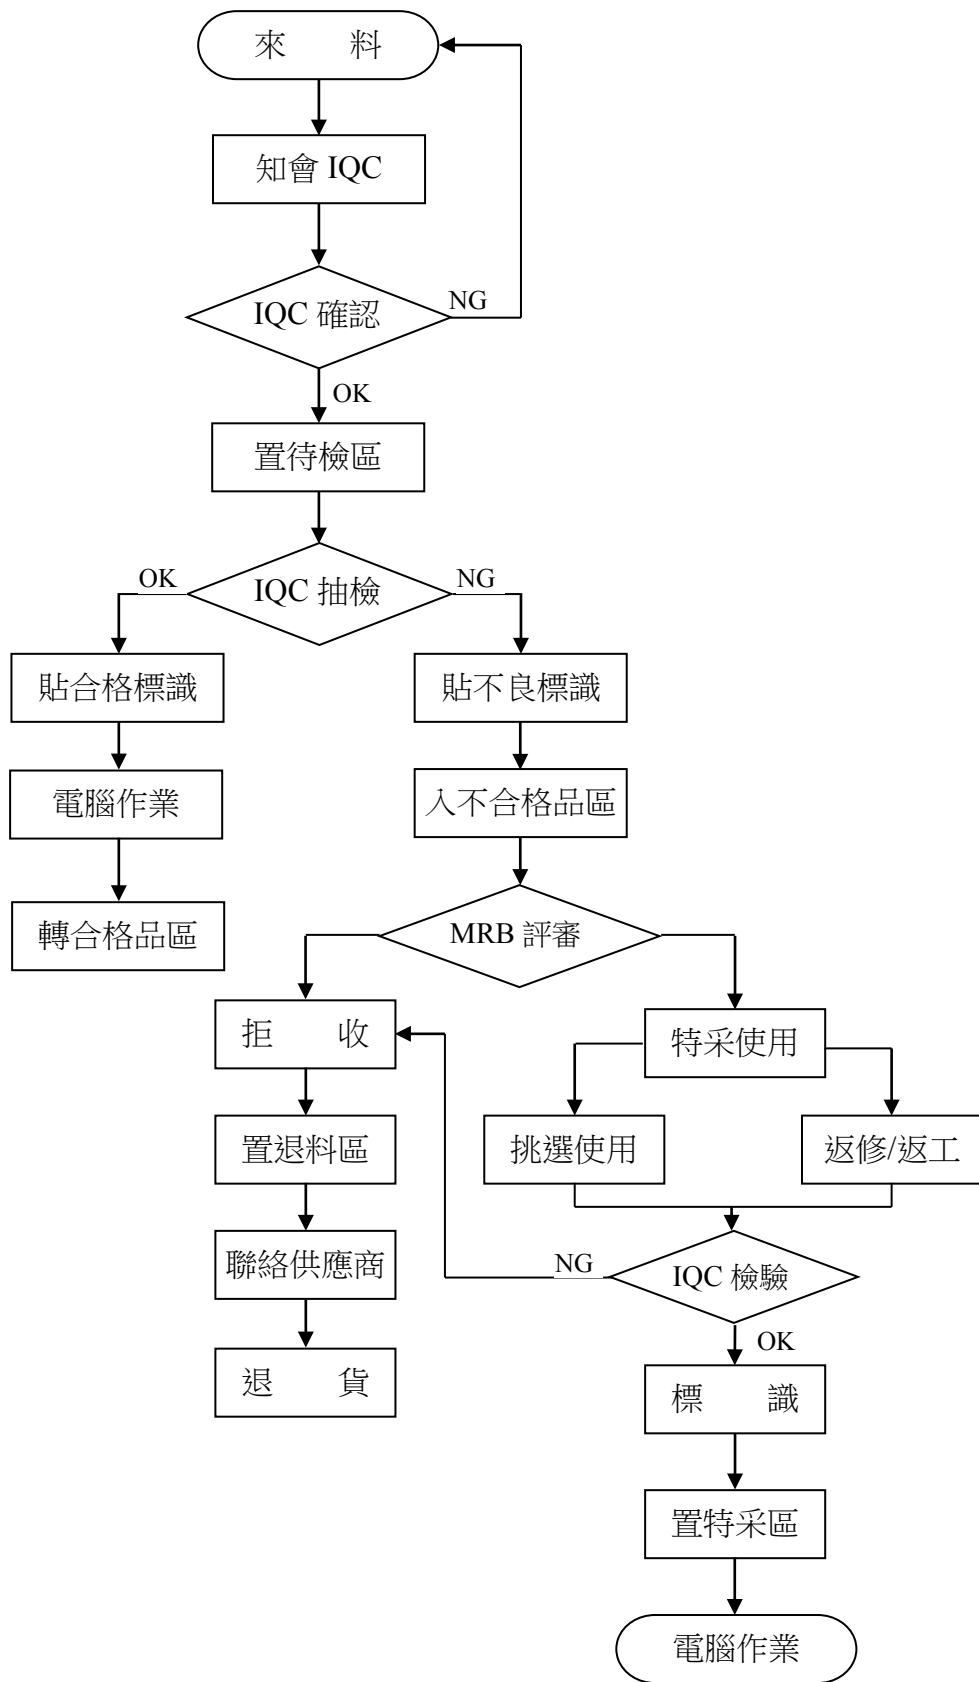 來 料
知會 IQC
IQC 確認
NG
OK
置待檢區
IQC 抽檢
OK
NG
貼合格標識
貼不良標識
電腦作業
入不合格品區
轉合格品區
MRB 評審
拒 收
特采使用
置退料區
挑選使用
返修/返工
聯絡供應商
NG
IQC 檢驗
OK
退 貨
標 識
置特采區
電腦作業